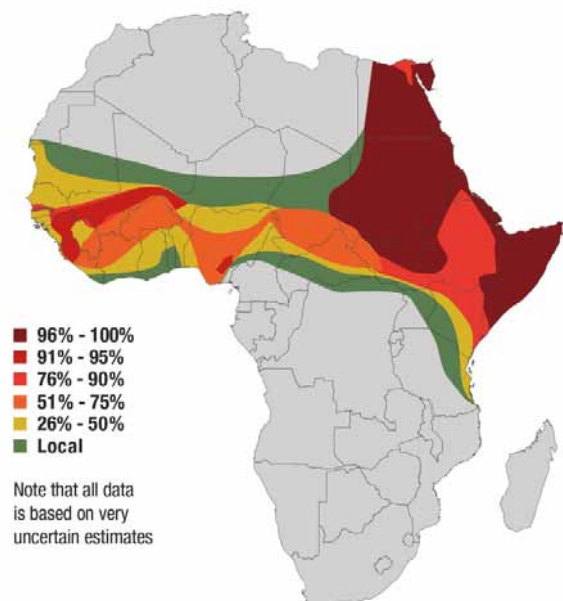 96% - 100%
91% - 95%
76% - 90%
51% - 75%
26% - 50%
Local
Note that all data
is based on very
uncertain estimates